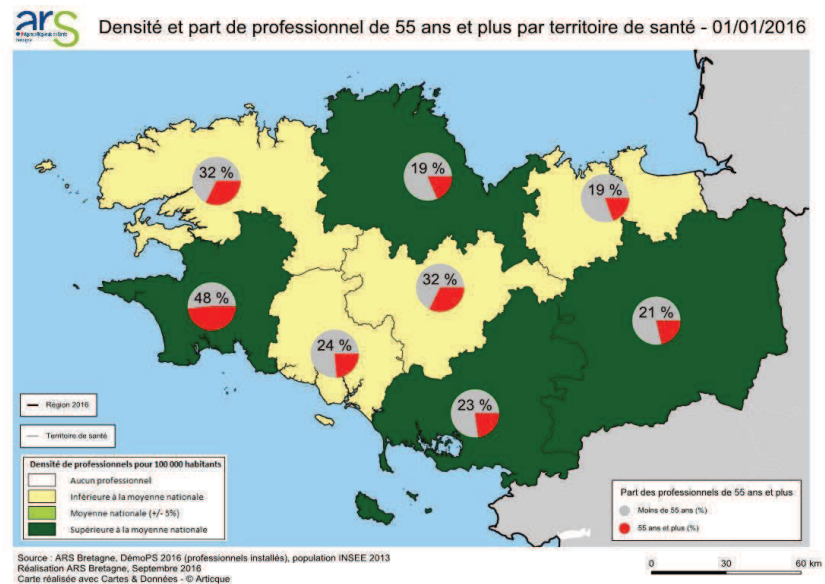 ars
Densité et part de professionnel de 55 ans et plus par territoire de santé - 01/01/2016
32 %
19 %
19 %
48 %
32 %
21 %
24 %
23 %
Région 2016
Territoire de santé
Densité de professionnels pour 100 000 habitants
Aucun professionnel
Inférieure à la moyenne nationale
Moyenne nationale (+/- 5%)
Supérieure à la moyenne nationale
Part des professionnels de 55 ans et plus
Moins de 55 ans (%)
55 ans et plus (%)
Source : ARS Bretagne, DémoPS 2016 (professionnels installés), population INSEE 2013
Réalisation ARS Bretagne, Septembre 2016
Carte réalisée avec Cartes & Données - © Articque
0 30 60 km